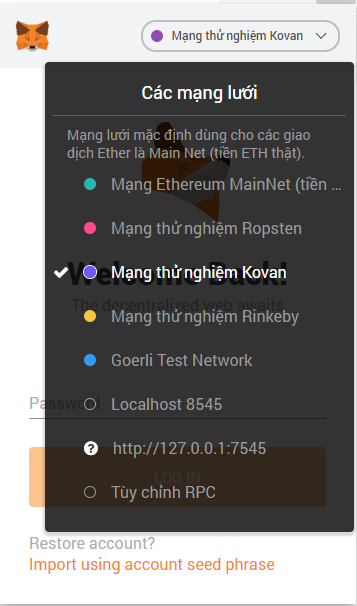 Mạng thử nghiệm Kovan
Các mạng lưới
Mạng lưới mặc định dùng cho các giao
dịch Ether là Main Net (tiền ETH thật).
Mạng Ethereum MainNet (tiền ...
Mạng thử nghiệm Ropsten
Mạng thử nghiệm Kovan
Welcome Back!
The decentralized web awaits
Mạng thử nghiệm Rinkeby
Goerli Test Network
Localhost 8545
Password
http://127.0.0.1:7545
LOG IN
Tùy chỉnh RPC
Restore account?
Import using account seed phrase